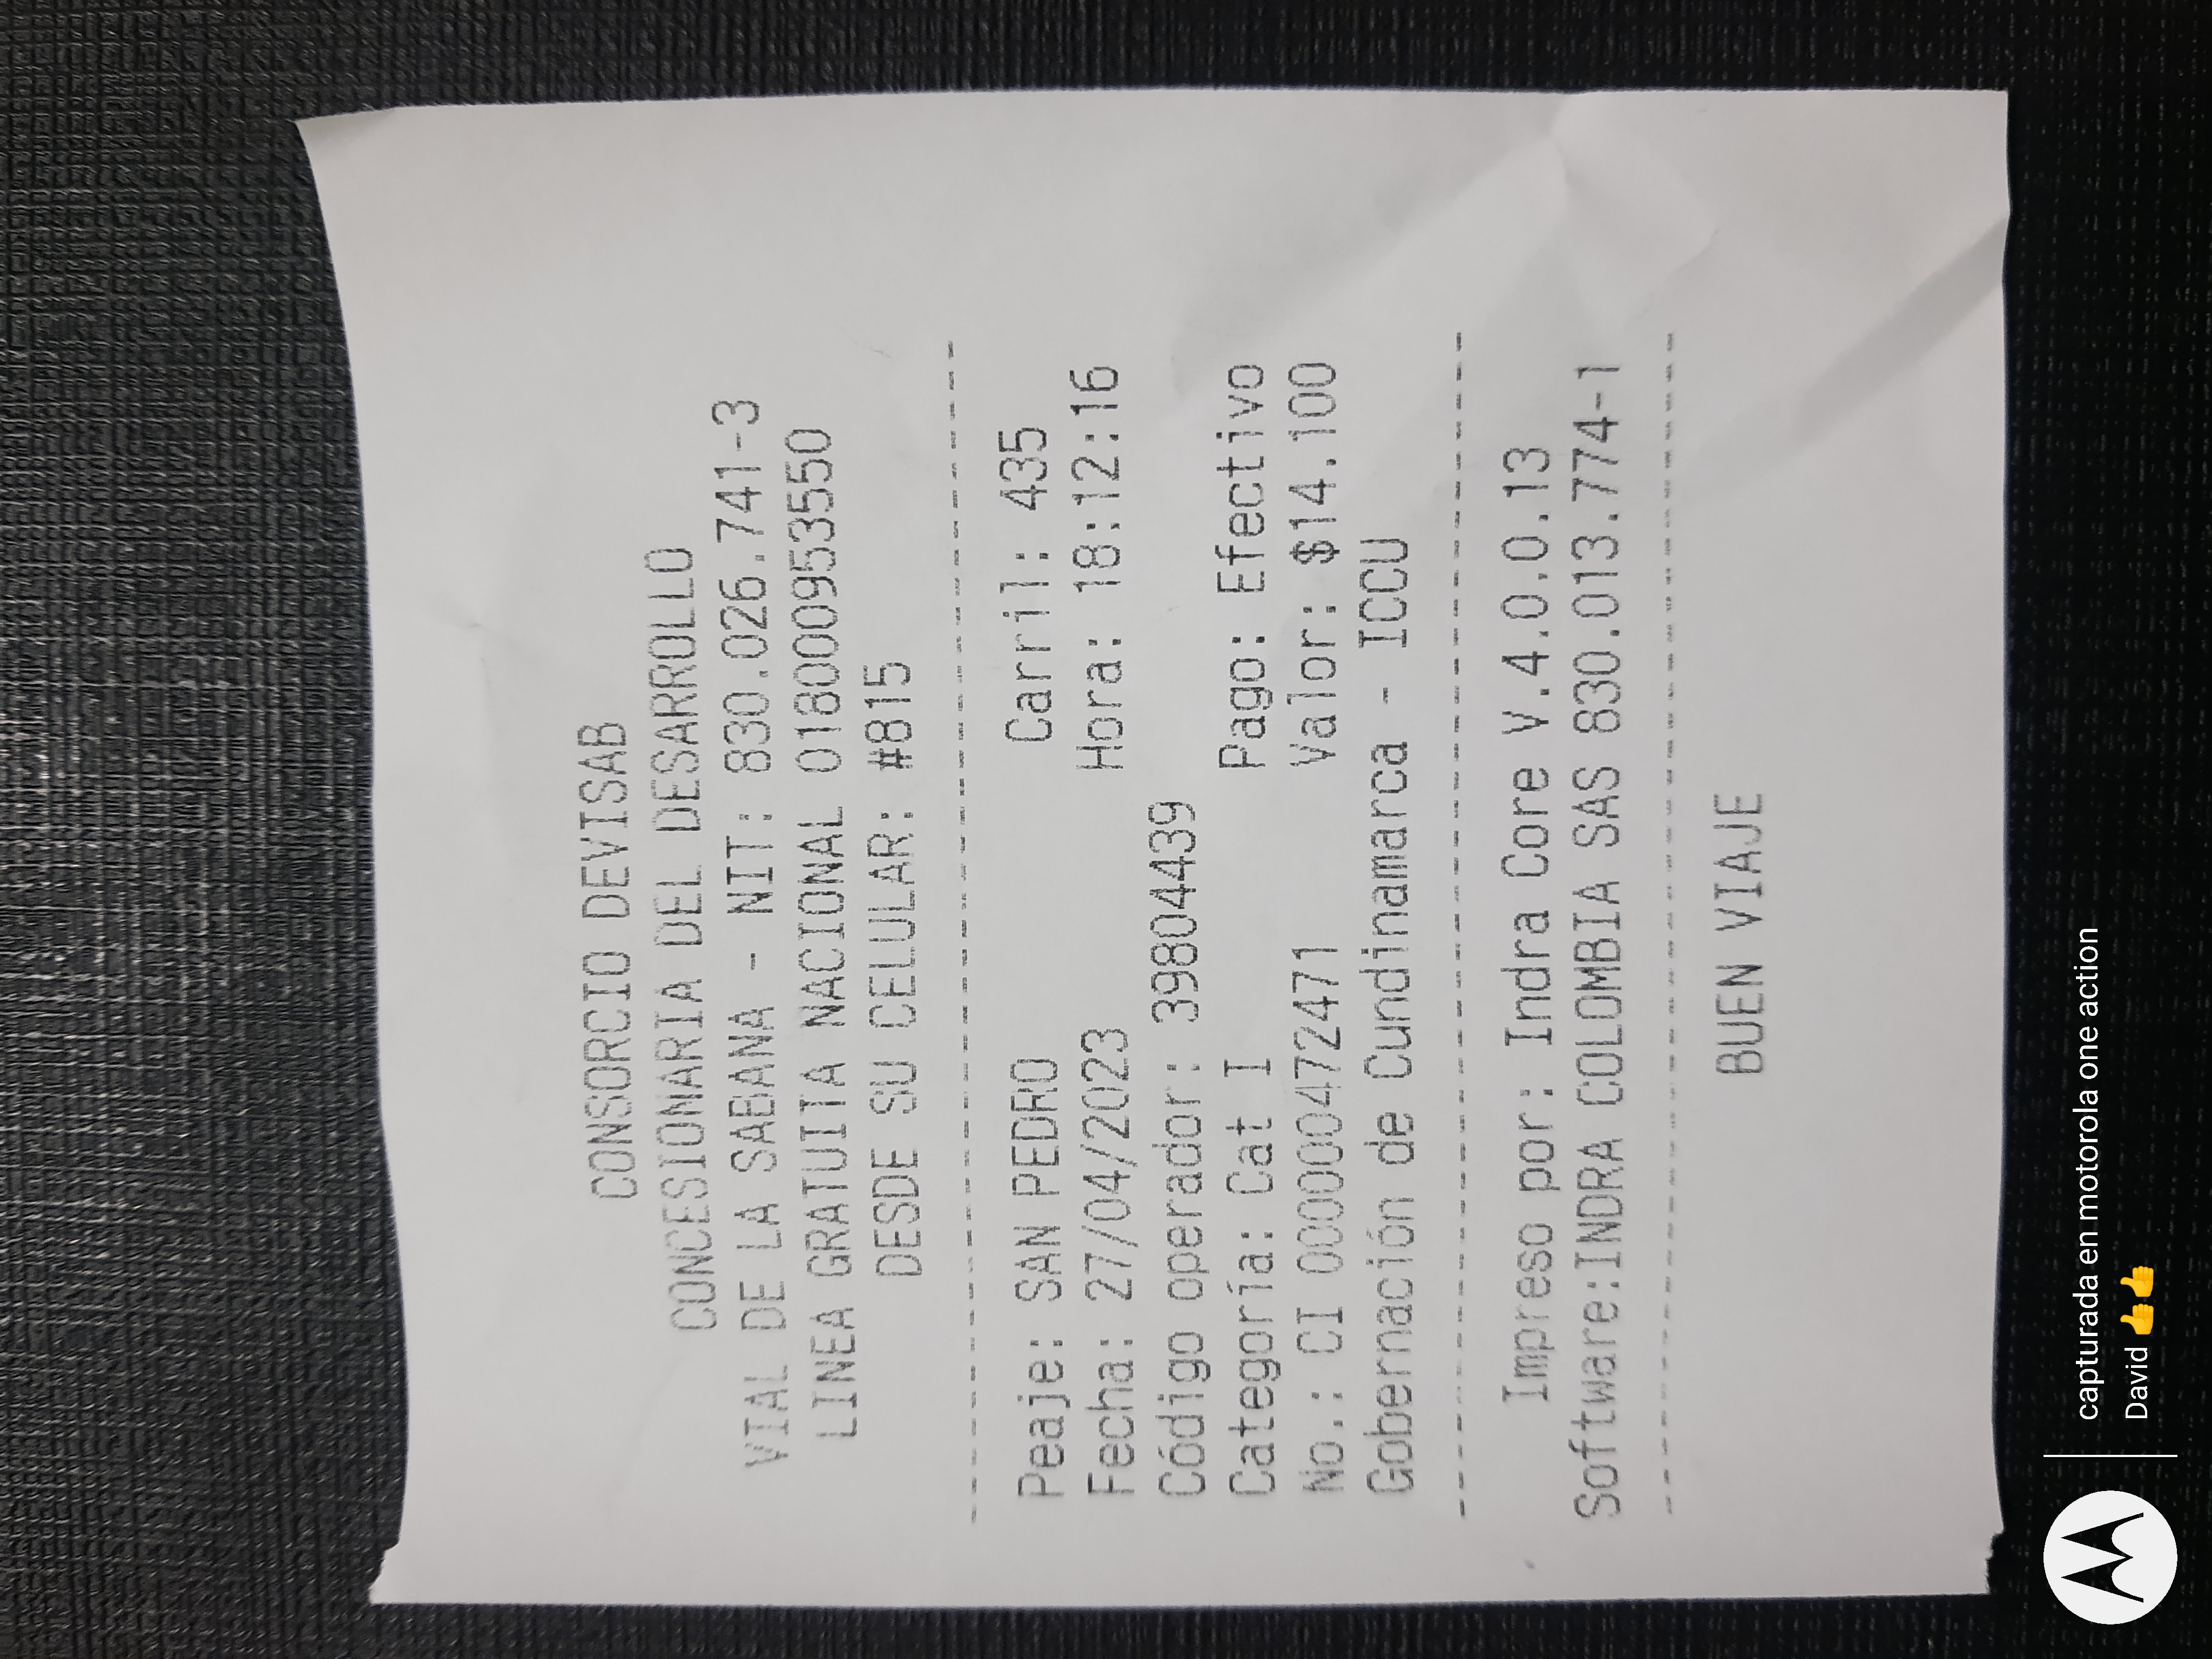 CONSORCIO DEVISAB
CONCESIONARIA DEL DESARROLLO
VIAL DE LA SABANA - NIT: 830.026.741-3
LINEA GRATUITA NACIONAL 018000953550
DESDE SU CELULAR: #815
Peaje: SAN PEDRO Carril: 435
Fecha: 27/04/2023 Hora: 18:12:16
Código operador: 39804439
Categoría: Cat I Pago: Efectivo
No.: CI 000004724​71 Valor: $14.100
Gobernación de Cundinamarca - ICCU
Impreso por: Indra Core V.4.0.0.13
Software:INDRA COLOMBIA SAS 830.013.774-1
BUEN VIAJE
capturada en motorola one action
David 👍👍